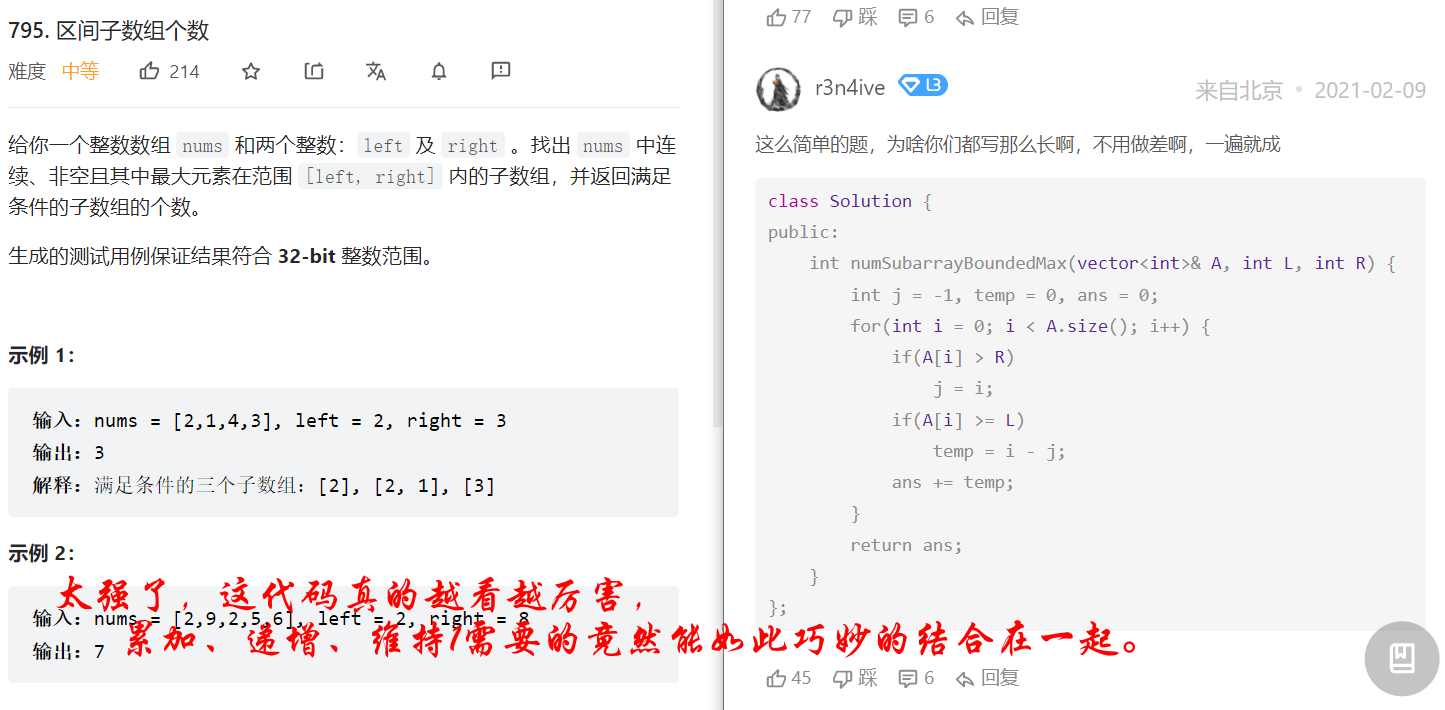 795. 区间子数组个数
难度 中等 214
给你一个整数数组 nums 和两个整数：left 及 right 。找出 nums 中连
续、非空且其中最大元素在范围 [left, right] 内的子数组，并返回满足
条件的子数组的个数。
生成的测试用例保证结果符合 32-bit 整数范围。
示例 1：
输入：nums = [2,1,4,3], left = 2, right = 3
输出：3
解释：满足条件的三个子数组：[2], [2, 1], [3]
示例 2：
输入：nums = [2,9,2,5,6], left = 2, right = 8
输出：7
太强了，这代码真的越看越厉害，
累加、递增、维持1需要的竟然能如此巧妙的结合在一起。
77 踩 6 回复
r3n4ive L3 来自北京 • 2021-02-09
这么简单的题，为啥你们都写那么长啊，不用做差啊，一遍就成
class Solution {
public:
    int numSubarrayBoundedMax(vector<int>& A, int L, int R) {
        int j = -1, temp = 0, ans = 0;
        for(int i = 0; i < A.size(); i++) {
            if(A[i] > R)
                j = i;
            if(A[i] >= L)
                temp = i - j;
            ans += temp;
        }
        return ans;
    }
};
45 踩 6 回复